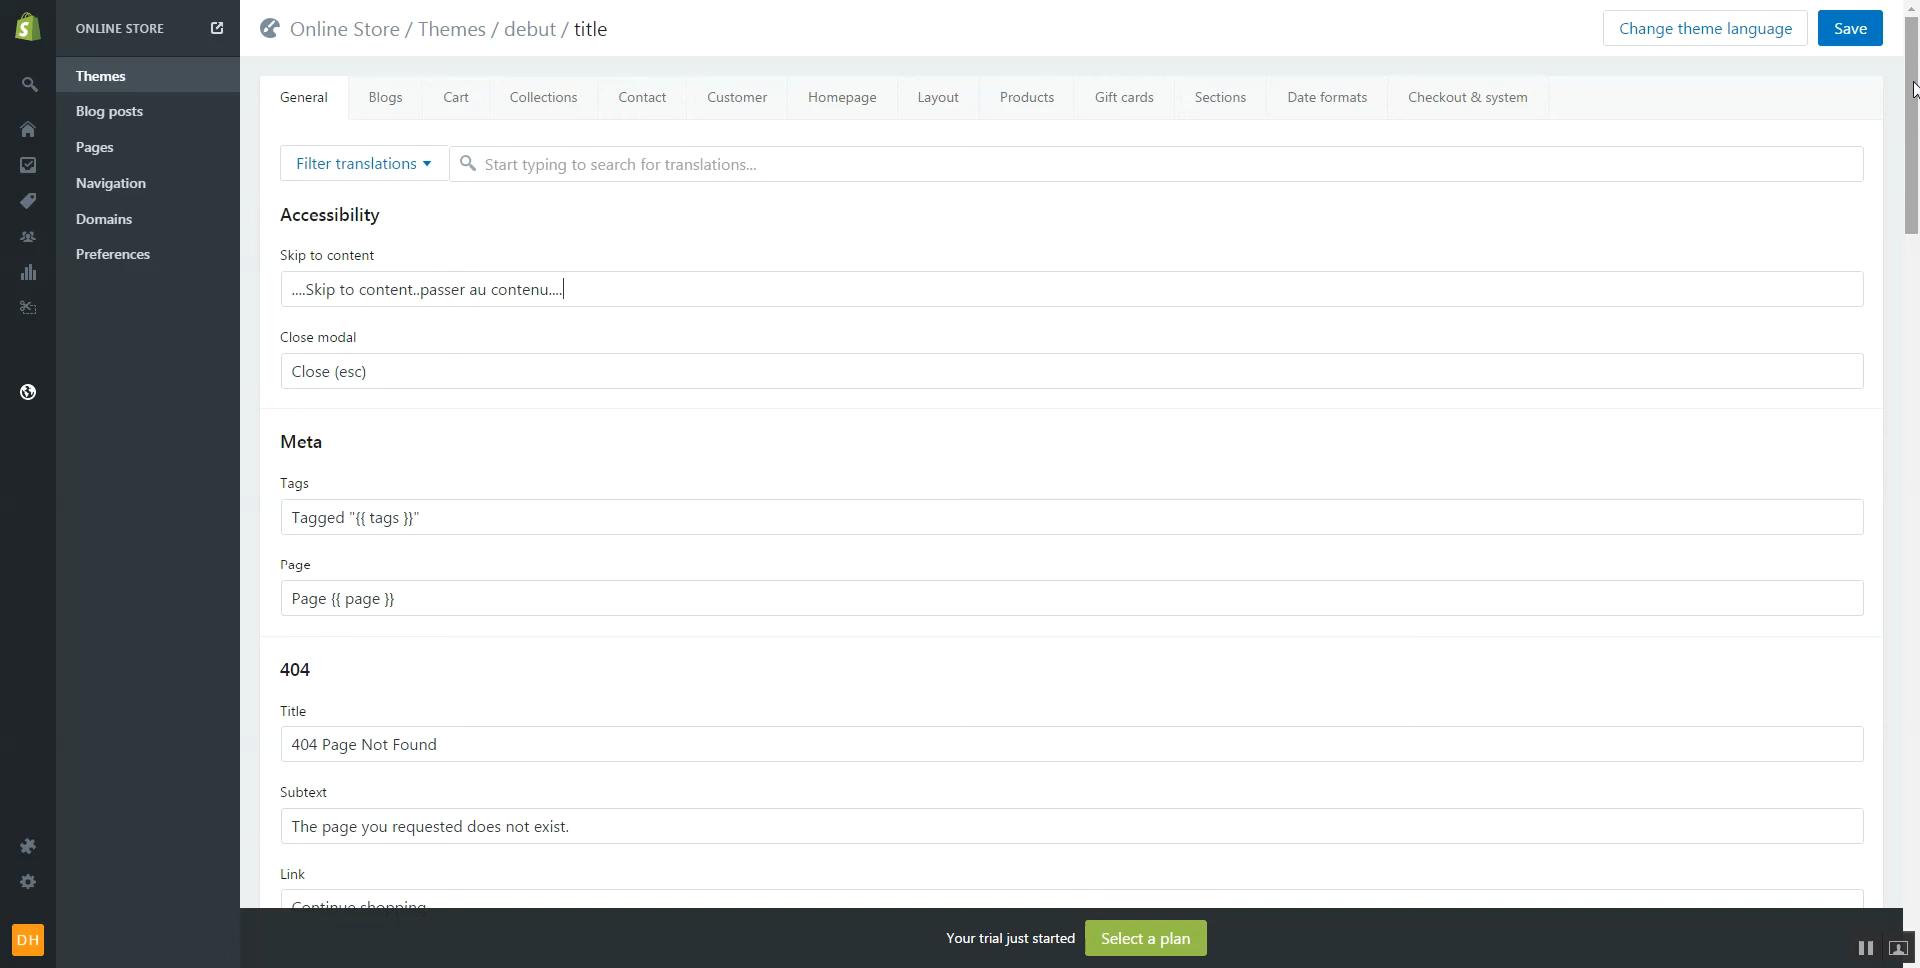 ONLINE STORE
Online Store / Themes / debut / title
Change theme language
Save
Themes
Blog posts
Pages
Navigation
Domains
Preferences
General
Blogs
Cart
Collections
Contact
Customer
Homepage
Layout
Products
Gift cards
Sections
Date formats
Checkout & system
Filter translations
Start typing to search for translations...
Accessibility
Skip to content
....Skip to content..passer au contenu....
Close modal
Close (esc)
Meta
Tags
Tagged "{{ tags }}"
Page
Page {{ page }}
404
Title
404 Page Not Found
Subtext
The page you requested does not exist.
Link
Continue shopping
Your trial just started
Select a plan
DH